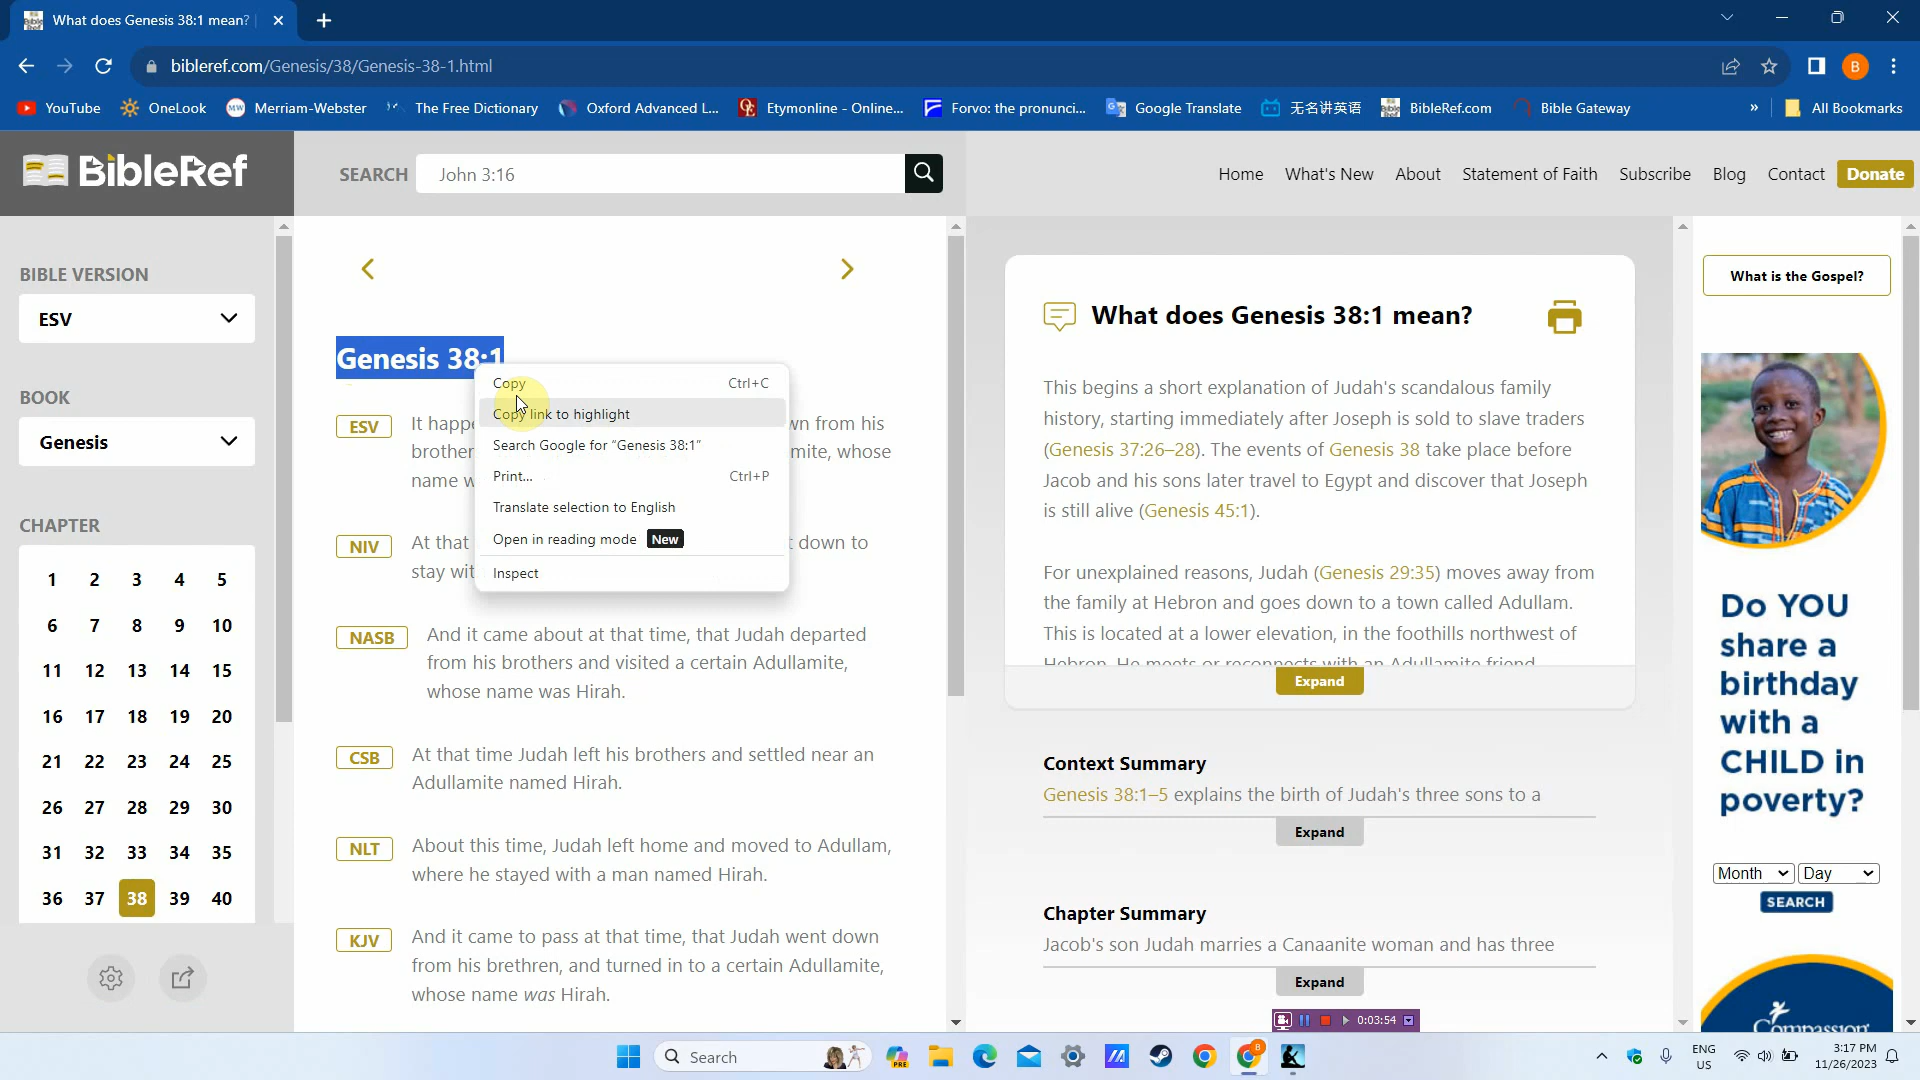 What does Genesis 38:1 mean?
bibleref.com/Genesis/38/Genesis-38-1.html
B
YouTube
OneLook
Merriam-Webster
The Free Dictionary
Oxford Advanced L...
Etymonline - Online...
Forvo: the pronunci...
Google Translate
无名讲英语
BibleRef.com
Bible Gateway
»
All Bookmarks
BibleRef
SEARCH
John 3:16
Home
What's New
About
Statement of Faith
Subscribe
Blog
Contact
Donate
BIBLE VERSION
ESV
BOOK
Genesis
CHAPTER
1 2 3 4 5
6 7 8 9 10
11 12 13 14 15
16 17 18 19 20
21 22 23 24 25
26 27 28 29 30
31 32 33 34 35
36 37 38 39 40
Genesis 38:1
Copy Ctrl+C
Copy link to highlight
Search Google for “Genesis 38:1”
Print... Ctrl+P
Translate selection to English
Open in reading mode New
Inspect
ESV
It from his
brother whose
name
NIV
At that down to
stay
NASB
And it came about at that time, that Judah departed
from his brothers and visited a certain Adullamite,
whose name was Hirah.
CSB
At that time Judah left his brothers and settled near an
Adullamite named Hirah.
NLT
About this time, Judah left home and moved to Adullam,
where he stayed with a man named Hirah.
KJV
And it came to pass at that time, that Judah went down
from his brethren, and turned in to a certain Adullamite,
whose name was Hirah.
What does Genesis 38:1 mean?
This begins a short explanation of Judah's scandalous family
history, starting immediately after Joseph is sold to slave traders
(Genesis 37:26–28). The events of Genesis 38 take place before
Jacob and his sons later travel to Egypt and discover that Joseph
is still alive (Genesis 45:1).
For unexplained reasons, Judah (Genesis 29:35) moves away from
the family at Hebron and goes down to a town called Adullam.
This is located at a lower elevation, in the foothills northwest of
Hebron. He meets or reconnects with an Adullamite friend
Expand
Context Summary
Genesis 38:1–5 explains the birth of Judah's three sons to a
Expand
Chapter Summary
Jacob's son Judah marries a Canaanite woman and has three
Expand
What is the Gospel?
Do YOU
share a
birthday
with a
CHILD in
poverty?
Month
Day
SEARCH
Compassion
0:03:54
Search
PRE
B
ENG
US
3:17 PM
11/26/2023